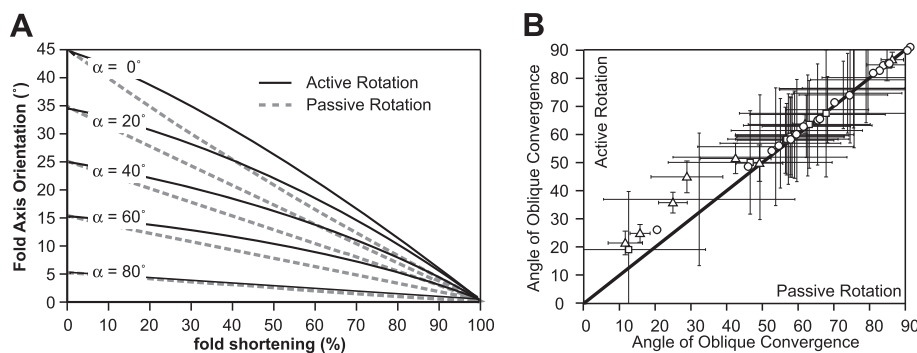 A
45
40
35
30
25
20
15
10
5
0
Fold Axis Orientation (°)
α = 0°
α = 20°
α = 40°
α = 60°
α = 80°
Active Rotation
Passive Rotation
0 10 20 30 40 50 60 70 80 90 100
fold shortening (%)
B
90
80
70
60
50
40
30
20
10
0
Angle of Oblique Convergence
Active Rotation
Passive Rotation
0 10 20 30 40 50 60 70 80 90
Angle of Oblique Convergence